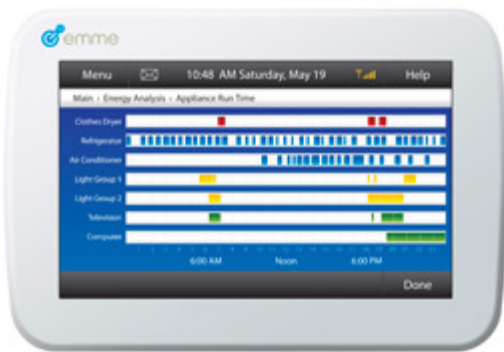 emme
Menu 10:48 AM Saturday, May 19 Help
Main › Energy Analysis › Appliance Run Time
Clothes Dryer
Refrigerator
Air Conditioner
Light Group 1
Light Group 2
Television
Computer
6:00 AM Noon 6:00 PM
Done